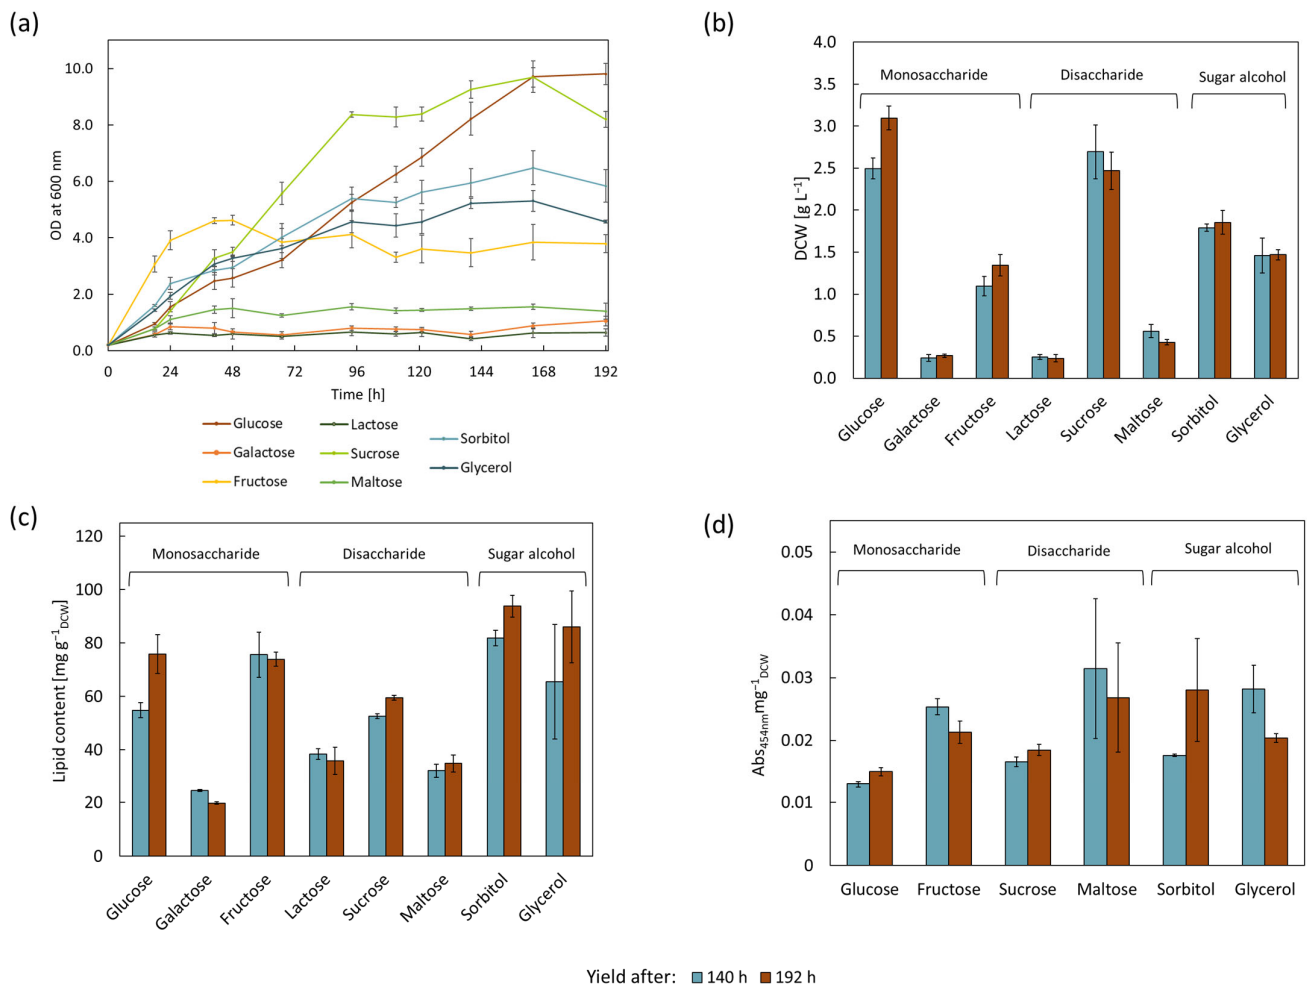 (a)
OD at 600 nm
10.0
8.0
6.0
4.0
2.0
0.0
0 24 48 72 96 120 144 168 192
Time [h]
Glucose
Galactose
Fructose
Lactose
Sucrose
Maltose
Sorbitol
Glycerol
(b)
DCW [g L⁻¹]
4.0
3.5
3.0
2.5
2.0
1.5
1.0
0.5
0.0
Monosaccharide Disaccharide Sugar alcohol
Glucose Galactose Fructose Lactose Sucrose Maltose Sorbitol Glycerol
(c)
Lipid content [mg g⁻¹DCW]
120
100
80
60
40
20
0
Monosaccharide Disaccharide Sugar alcohol
Glucose Galactose Fructose Lactose Sucrose Maltose Sorbitol Glycerol
(d)
Abs454nm mg⁻¹DCW
0.05
0.04
0.03
0.02
0.01
0
Monosaccharide Disaccharide Sugar alcohol
Glucose Fructose Sucrose Maltose Sorbitol Glycerol
Yield after: 140 h 192 h